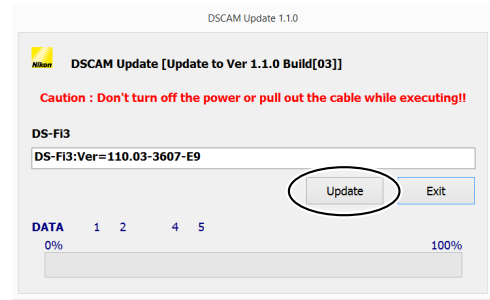 DSCAM Update 1.1.0
Nikon
DSCAM Update [Update to Ver 1.1.0 Build[03]]
Caution : Don't turn off the power or pull out the cable while executing!!
DS-Fi3
DS-Fi3:Ver=110.03-3607-E9
Update Exit
DATA 1 2 4 5
0% 100%